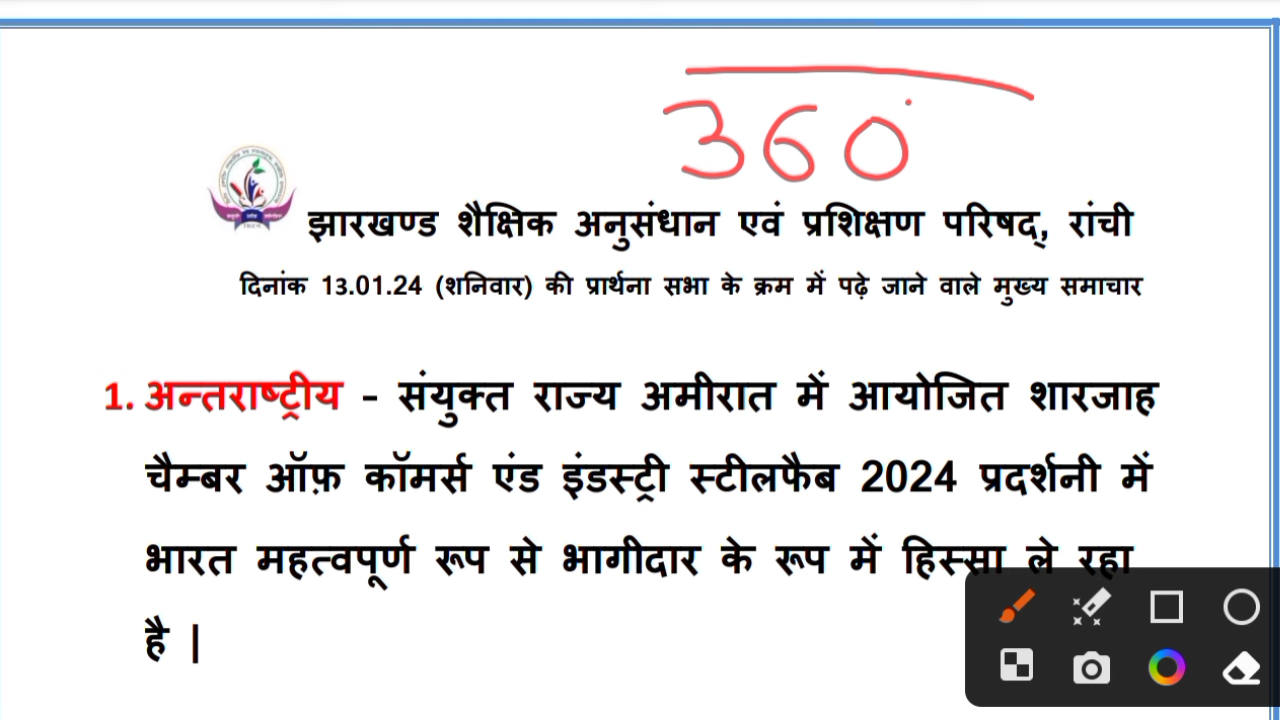 360°
झारखण्ड शैक्षिक अनुसंधान एवं प्रशिक्षण परिषद्, रांची
दिनांक 13.01.24 (शनिवार) की प्रार्थना सभा के क्रम में पढ़े जाने वाले मुख्य समाचार
1. अन्तराष्ट्रीय - संयुक्त राज्य अमीरात में आयोजित शारजाह
चैम्बर ऑफ़ कॉमर्स एंड इंडस्ट्री स्टीलफैब 2024 प्रदर्शनी में
भारत महत्वपूर्ण रूप से भागीदार के रूप में हिस्सा ले रहा
है |